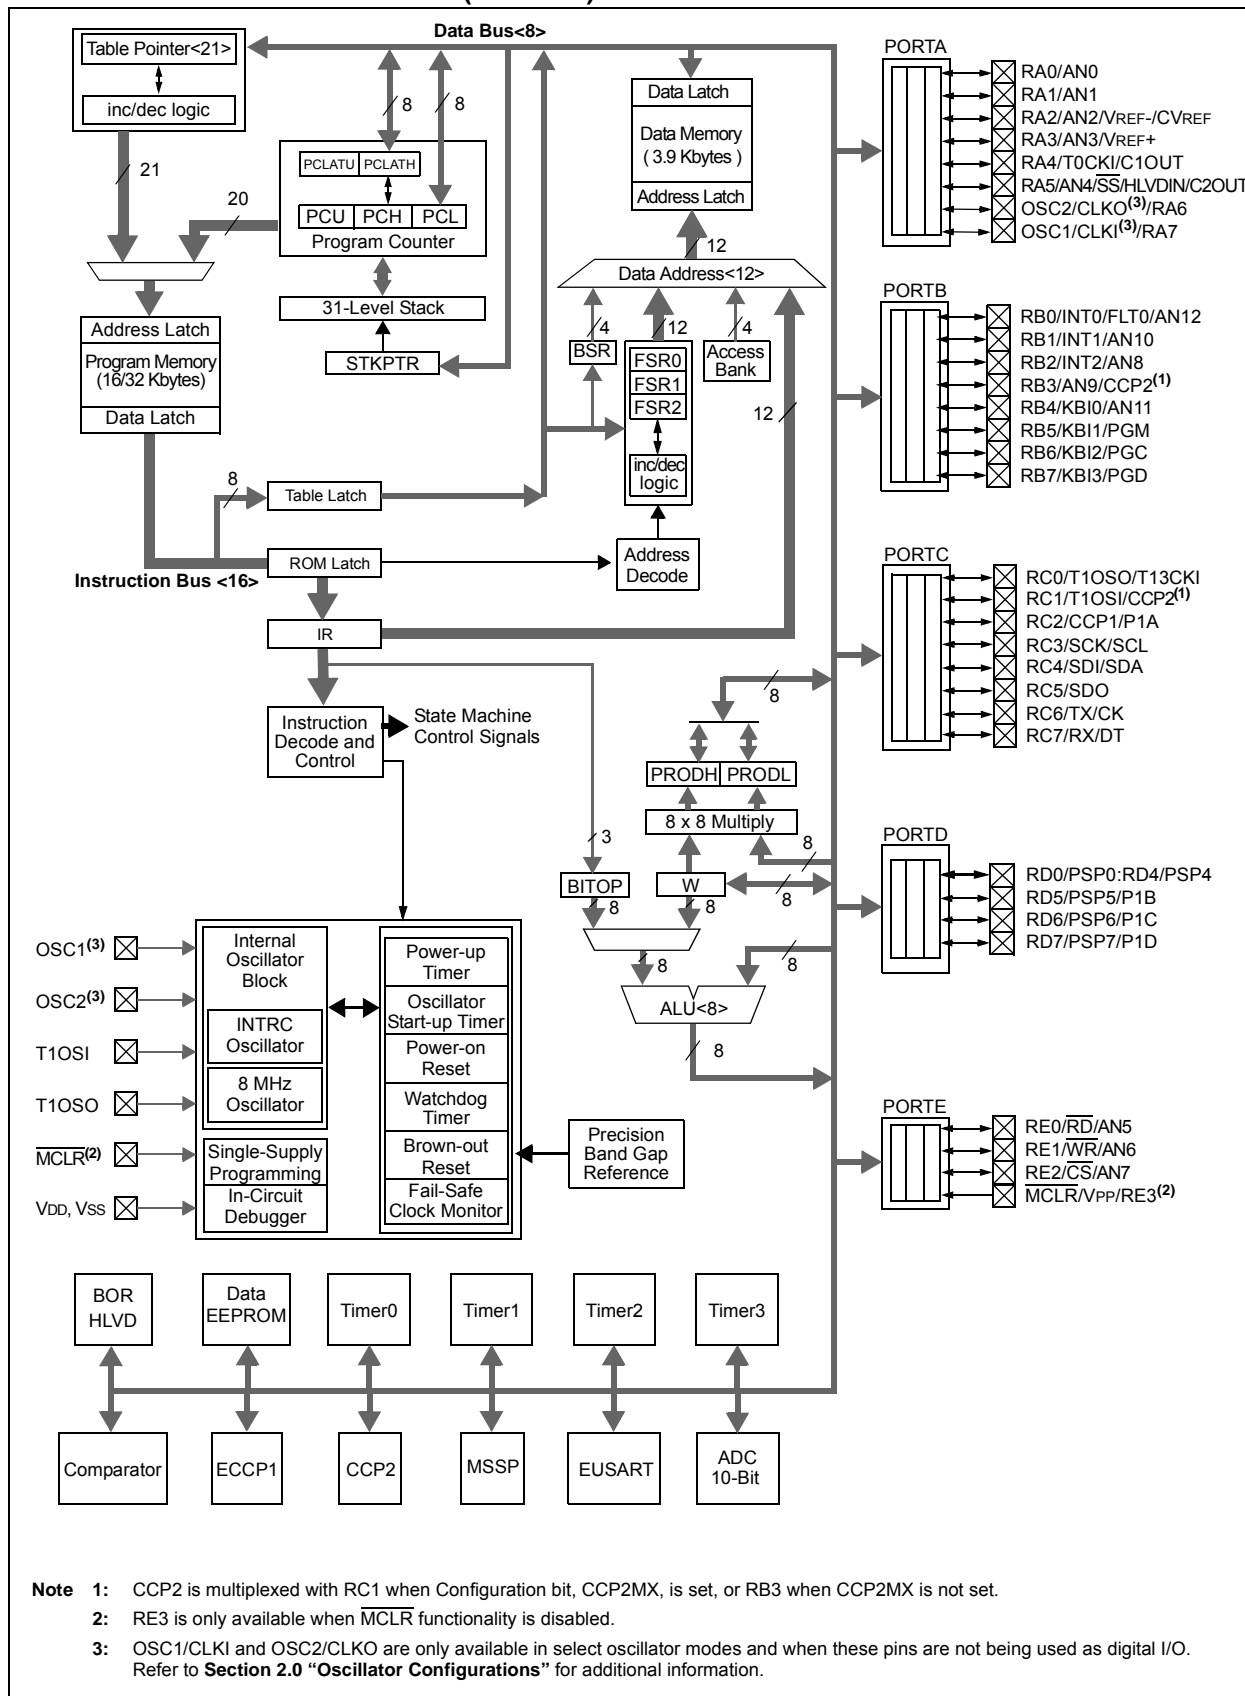 Data Bus<8>
Table Pointer<21>
inc/dec logic
21
20
8
8
PCLATU PCLATH
PCU PCH PCL
Program Counter
31-Level Stack
STKPTR
Address Latch
Program Memory
(16/32 Kbytes)
Data Latch
8
Table Latch
ROM Latch
Instruction Bus <16>
IR
Data Latch
Data Memory
( 3.9 Kbytes )
Address Latch
12
Data Address<12>
4
12
4
BSR
FSR0
FSR1
FSR2
inc/dec
logic
Access
Bank
12
Address
Decode
Instruction
Decode and
Control
State Machine
Control Signals
8
PRODH PRODL
8 x 8 Multiply
3
8
BITOP
W
8
8
8
8
8
ALU<8>
8
OSC1(3)
OSC2(3)
T1OSI
T1OSO
MCLR(2)
VDD, VSS
Internal
Oscillator
Block
INTRC
Oscillator
8 MHz
Oscillator
Single-Supply
Programming
In-Circuit
Debugger
Power-up
Timer
Oscillator
Start-up Timer
Power-on
Reset
Watchdog
Timer
Brown-out
Reset
Fail-Safe
Clock Monitor
Precision
Band Gap
Reference
PORTA
RA0/AN0
RA1/AN1
RA2/AN2/VREF-/CVREF
RA3/AN3/VREF+
RA4/T0CKI/C1OUT
RA5/AN4/SS/HLVDIN/C2OUT
OSC2/CLKO(3)/RA6
OSC1/CLKI(3)/RA7
PORTB
RB0/INT0/FLT0/AN12
RB1/INT1/AN10
RB2/INT2/AN8
RB3/AN9/CCP2(1)
RB4/KBI0/AN11
RB5/KBI1/PGM
RB6/KBI2/PGC
RB7/KBI3/PGD
PORTC
RC0/T1OSO/T13CKI
RC1/T1OSI/CCP2(1)
RC2/CCP1/P1A
RC3/SCK/SCL
RC4/SDI/SDA
RC5/SDO
RC6/TX/CK
RC7/RX/DT
PORTD
RD0/PSP0:RD4/PSP4
RD5/PSP5/P1B
RD6/PSP6/P1C
RD7/PSP7/P1D
PORTE
RE0/RD/AN5
RE1/WR/AN6
RE2/CS/AN7
MCLR/VPP/RE3(2)
BOR
HLVD
Data
EEPROM
Timer0
Timer1
Timer2
Timer3
Comparator
ECCP1
CCP2
MSSP
EUSART
ADC
10-Bit
Note 1: CCP2 is multiplexed with RC1 when Configuration bit, CCP2MX, is set, or RB3 when CCP2MX is not set.
2: RE3 is only available when MCLR functionality is disabled.
3: OSC1/CLKI and OSC2/CLKO are only available in select oscillator modes and when these pins are not being used as digital I/O.
Refer to Section 2.0 “Oscillator Configurations” for additional information.